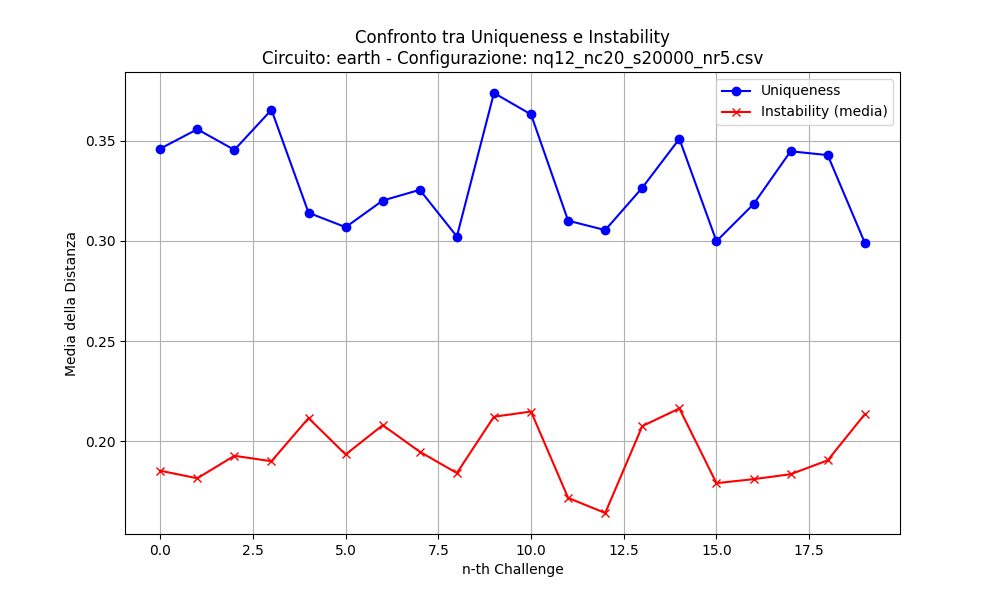 Confronto tra Uniqueness e Instability
Circuito: earth - Configurazione: nq12_nc20_s20000_nr5.csv
Uniqueness
Instability (media)
Media della Distanza
0.35
0.30
0.25
0.20
0.0 2.5 5.0 7.5 10.0 12.5 15.0 17.5
n-th Challenge